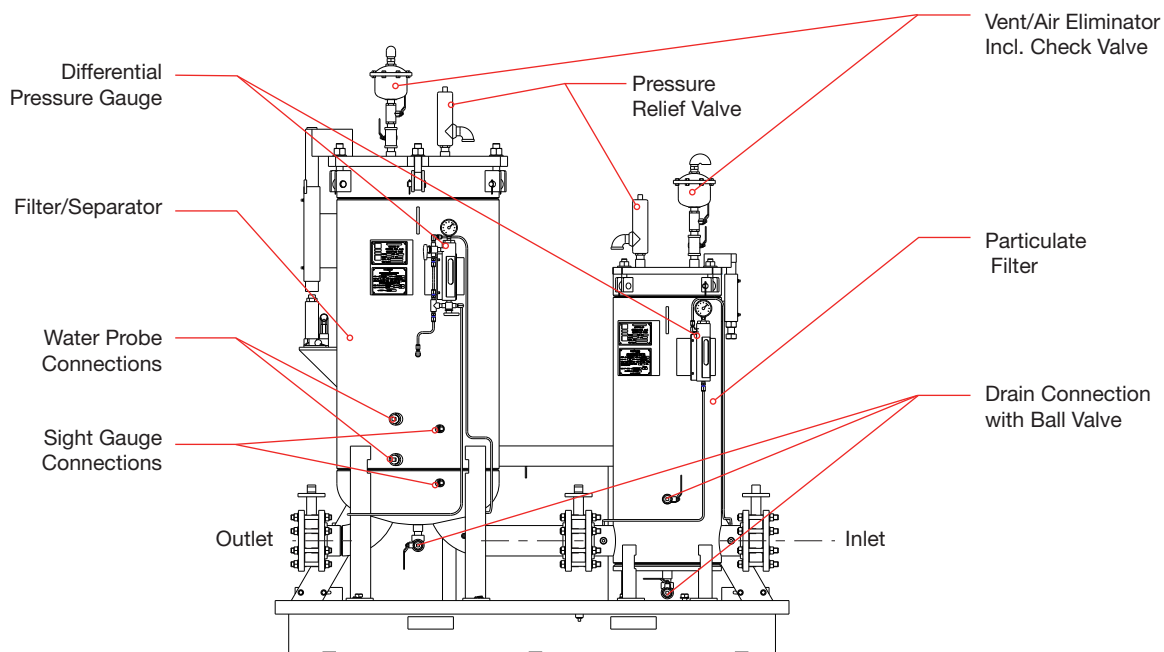 Vent/Air Eliminator
Incl. Check Valve
Differential
Pressure Gauge
Pressure
Relief Valve
Filter/Separator
Particulate
Filter
Water Probe
Connections
Drain Connection
with Ball Valve
Sight Gauge
Connections
Outlet
Inlet